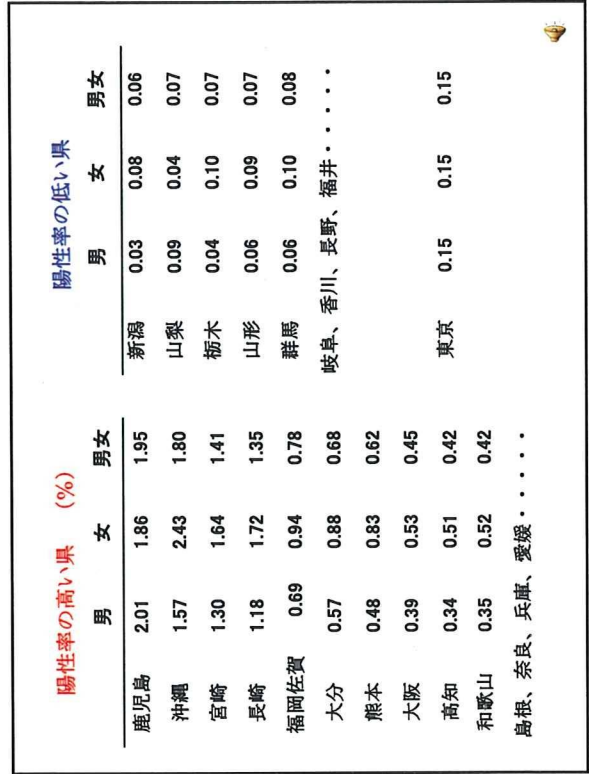 陽性率の高い県 (%)
男 女 男女
鹿児島 2.01 1.86 1.95
沖縄 1.57 2.43 1.80
宮崎 1.30 1.64 1.41
長崎 1.18 1.72 1.35
福岡佐賀 0.69 0.94 0.78
大分 0.57 0.88 0.68
熊本 0.48 0.83 0.62
大阪 0.39 0.53 0.45
高知 0.34 0.51 0.42
和歌山 0.35 0.52 0.42
島根、奈良、兵庫、愛媛・・・・・
陽性率の低い県
男 女 男女
新潟 0.03 0.08 0.06
山梨 0.09 0.04 0.07
栃木 0.04 0.10 0.07
山形 0.06 0.09 0.07
群馬 0.06 0.10 0.08
岐阜、香川、長野、福井・・・・・
東京 0.15 0.15 0.15